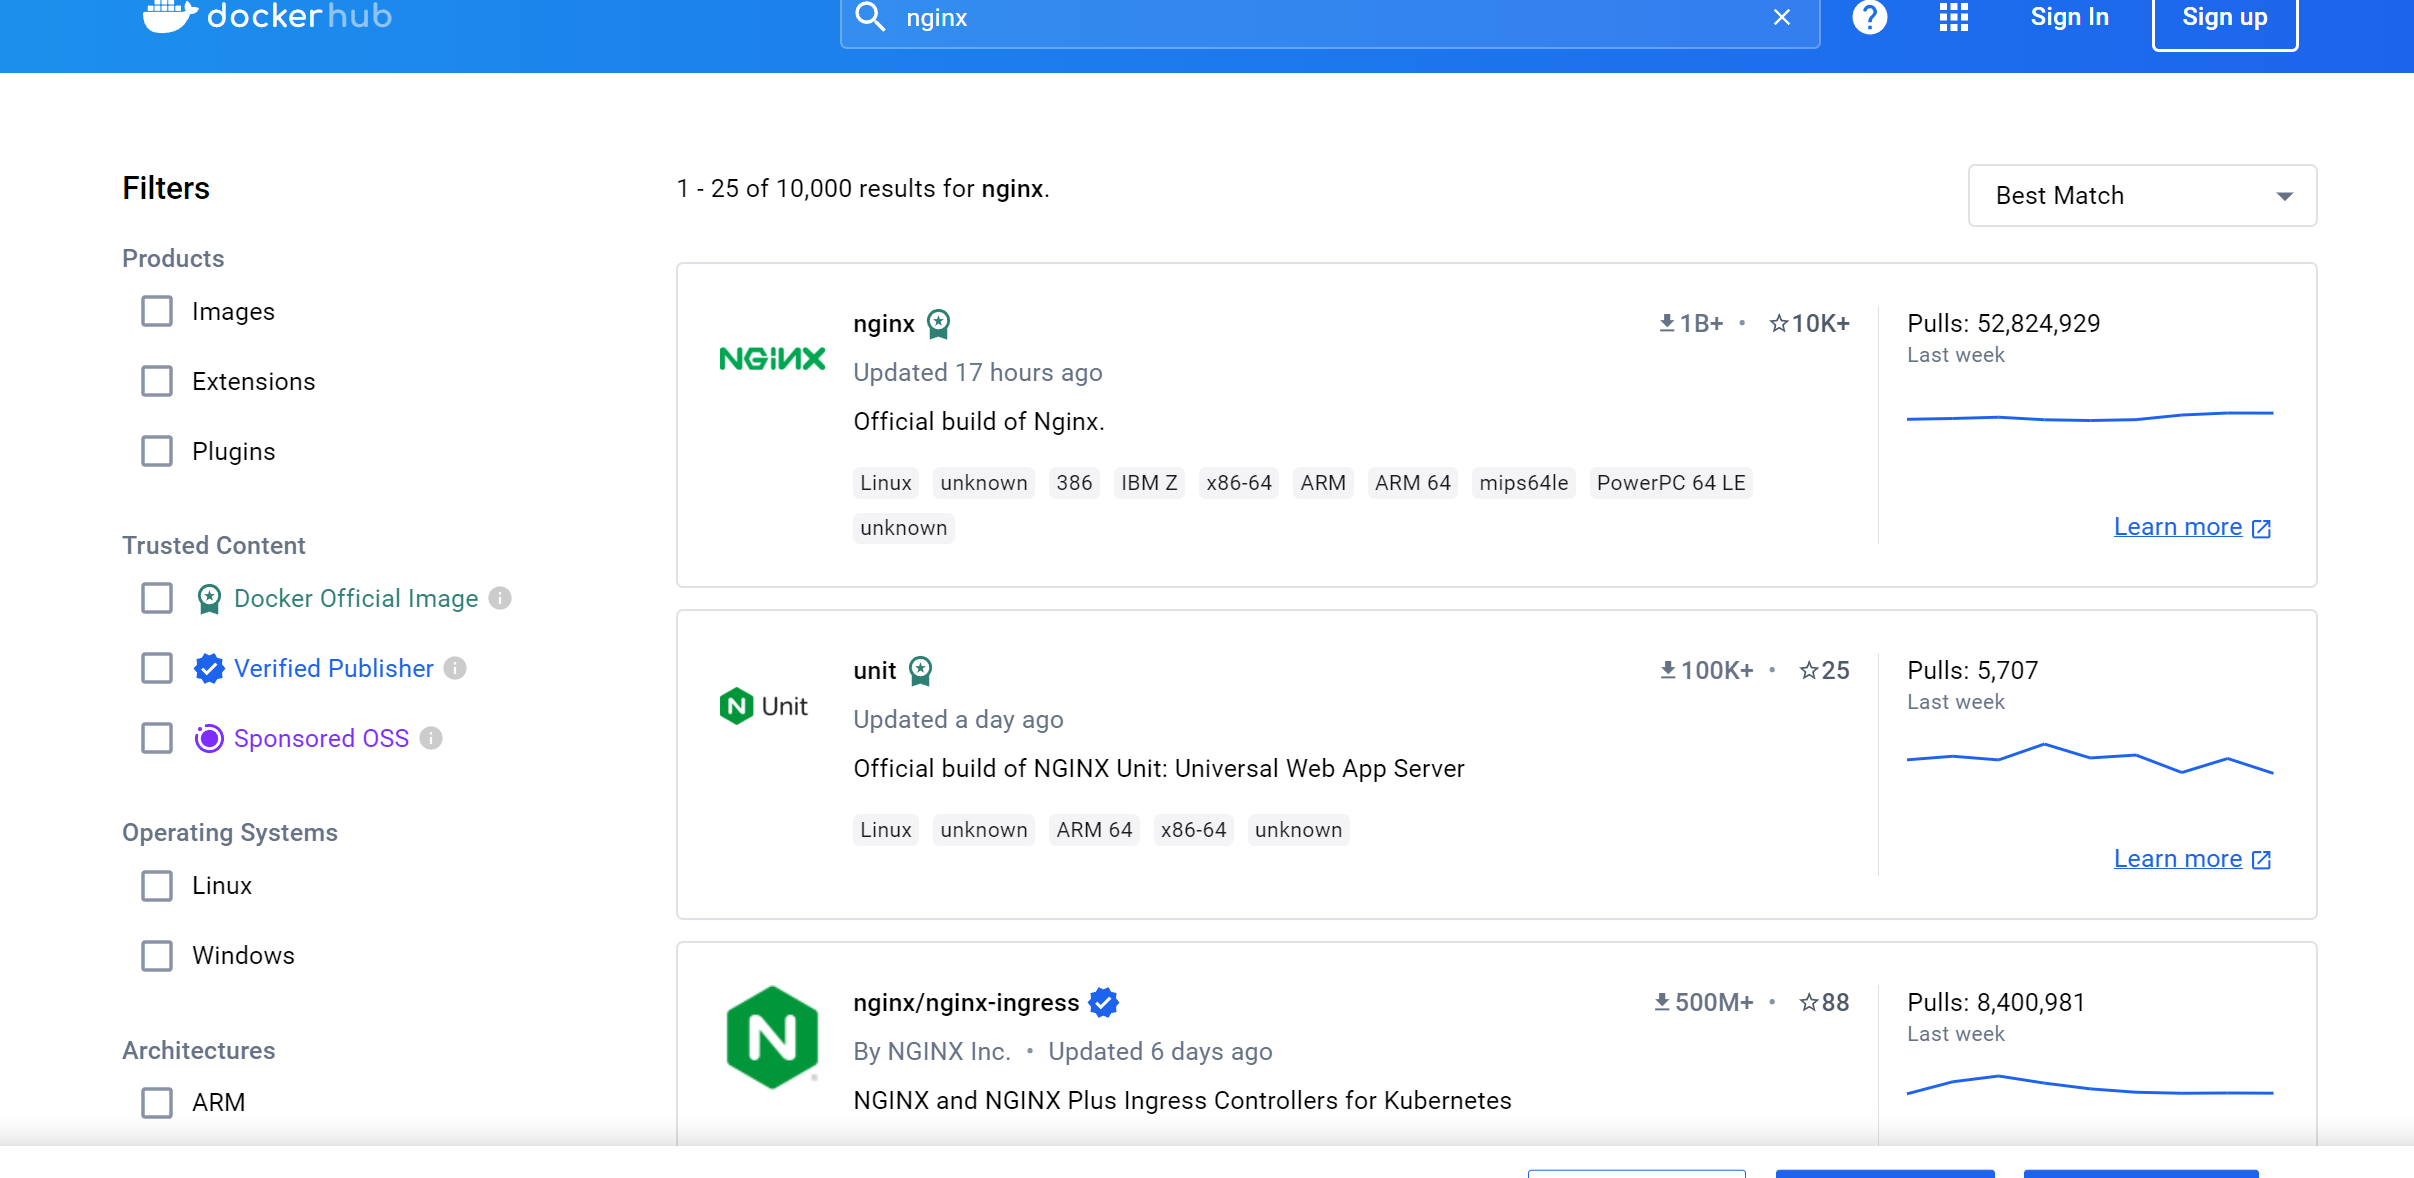 dockerhub
nginx
Sign In
Sign up
Filters
Products
Images
Extensions
Plugins
Trusted Content
Docker Official Image
Verified Publisher
Sponsored OSS
Operating Systems
Linux
Windows
Architectures
ARM
1 - 25 of 10,000 results for nginx.
Best Match
NGINX
nginx
1B+ • 10K+
Updated 17 hours ago
Official build of Nginx.
Linux unknown 386 IBM Z x86-64 ARM ARM 64 mips64le PowerPC 64 LE
unknown
Pulls: 52,824,929
Last week
Learn more
N Unit
unit
100K+ • 25
Updated a day ago
Official build of NGINX Unit: Universal Web App Server
Linux unknown ARM 64 x86-64 unknown
Pulls: 5,707
Last week
Learn more
N
nginx/nginx-ingress
500M+ • 88
By NGINX Inc. • Updated 6 days ago
NGINX and NGINX Plus Ingress Controllers for Kubernetes
Pulls: 8,400,981
Last week